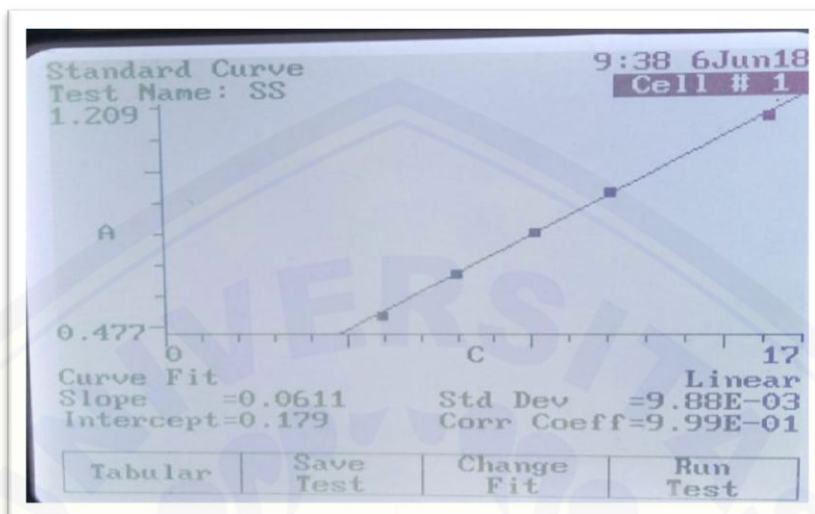 Standard Curve
9:38 6Jun18
Test Name: SS
Cell # 1
1.209
A
0.477
0
C
17
Curve Fit
Linear
Slope =0.0611
Std Dev =9.88E-03
Intercept=0.179
Corr Coeff=9.99E-01
Tabular
Save Test
Change Fit
Run Test